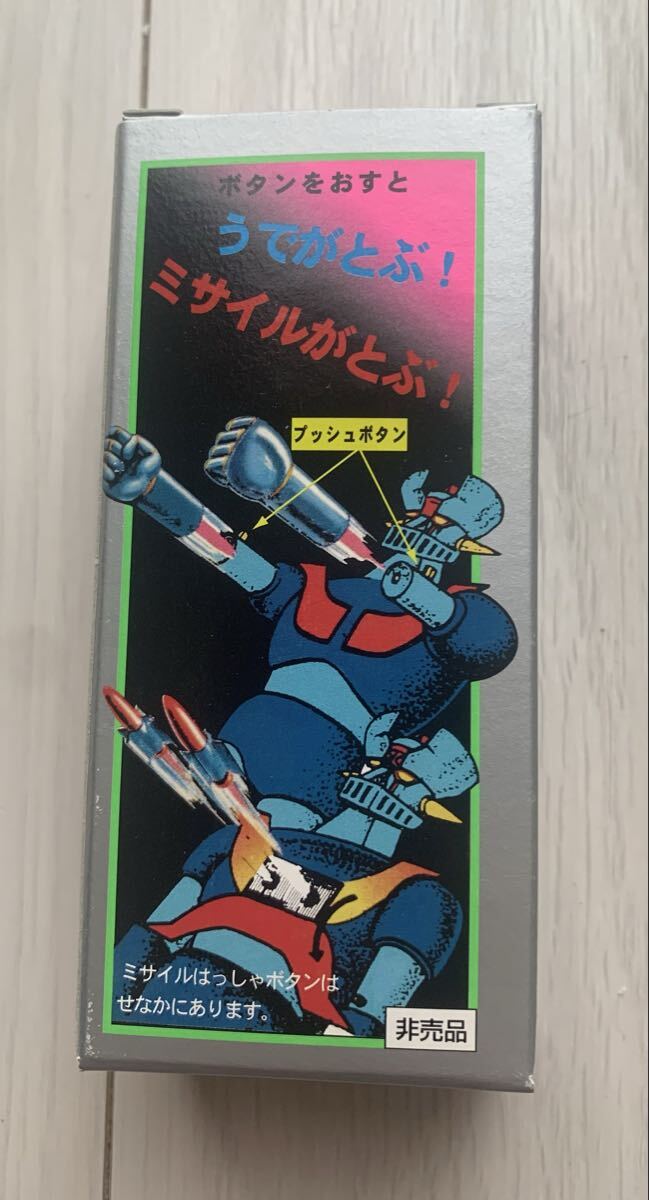 ボタンをおすと
うでがとぶ!
ミサイルがとぶ!
プッシュボタン
ミサイルはっしゃボタンは
せなかにあります。
非売品